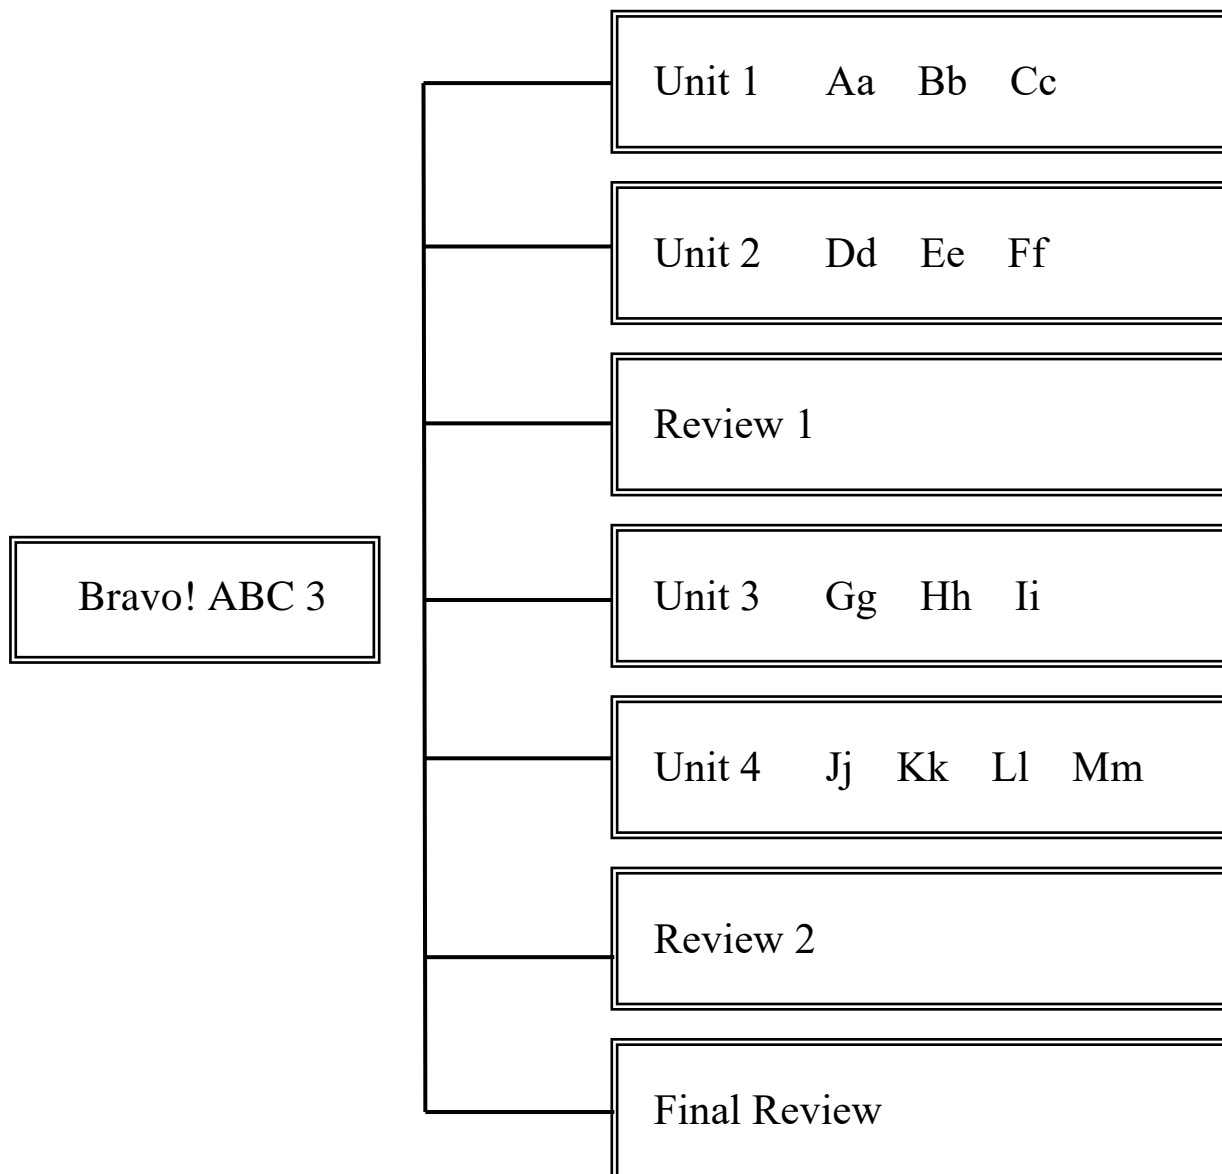 Unit 1 Aa Bb Cc
Unit 2 Dd Ee Ff
Review 1
Bravo! ABC 3
Unit 3 Gg Hh Ii
Unit 4 Jj Kk Ll Mm
Review 2
Final Review